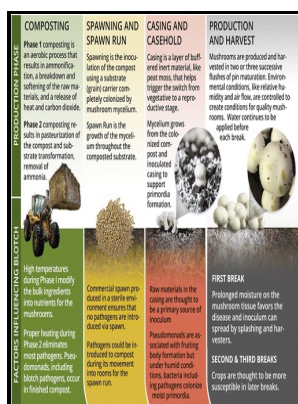 PRODUCTION PHASE
COMPOSTING
Phase 1 composting is
an aerobic process that
results in ammonifica-
tion, a breakdown and
softening of the raw ma-
terials, and a release of
heat and carbon dioxide.
Phase 2 composting re-
sults in pasteurization of
the compost and sub-
strate transformation,
removal of
ammonia.
SPAWNING AND
SPAWN RUN
Spawning is the inocu-
lation of the compost
using a substrate
(grain) carrier com-
pletely colonized by
mushroom mycelium.
Spawn Run is the
growth of the myceli-
um throughout the
composted substrate.
CASING AND
CASEHOLD
Casing is a layer of buff-
ered inert material, like
peat moss, that helps
trigger the switch from
vegetative to a repro-
ductive stage.
Mycelium grows
from the colo-
nized com-
post and
inoculated
casing to
support
primordia
formation.
PRODUCTION
AND HARVEST
Mushrooms are produced and har-
vested in two or three successive
flushes of pin maturation. Environ-
mental conditions, like relative hu-
midity and air flow, are controlled to
create conditions for quality mush-
rooms. Water continues to be
applied before
each break.
FACTORS INFLUENCING BLOTCH
High temperatures
during Phase I modify
the bulk ingredients
into nutrients for the
mushrooms.
Proper heating during
Phase 2 eliminates
most pathogens. Pseu-
domonads, including
blotch pathogens, occur
in finished compost.
Commercial spawn pro-
duced in a sterile envi-
ronment ensures that
no pathogens are intro-
duced via spawn.
Pathogens could be in-
troduced to compost
during its movement
into rooms for the
spawn run.
Raw materials in
the casing are thought to
be a primary source of
inoculum
Pseudomonads are as-
sociated with fruiting
body formation but
under humid condi-
tions, bacteria includ-
ing pathogens colonize
moist primordia.
FIRST BREAK
Prolonged moisture on the
mushroom tissue favors the
disease and inoculum can
spread by splashing and har-
vesters.
SECOND & THIRD BREAKS
Crops are thought to be more
susceptible in later breaks.